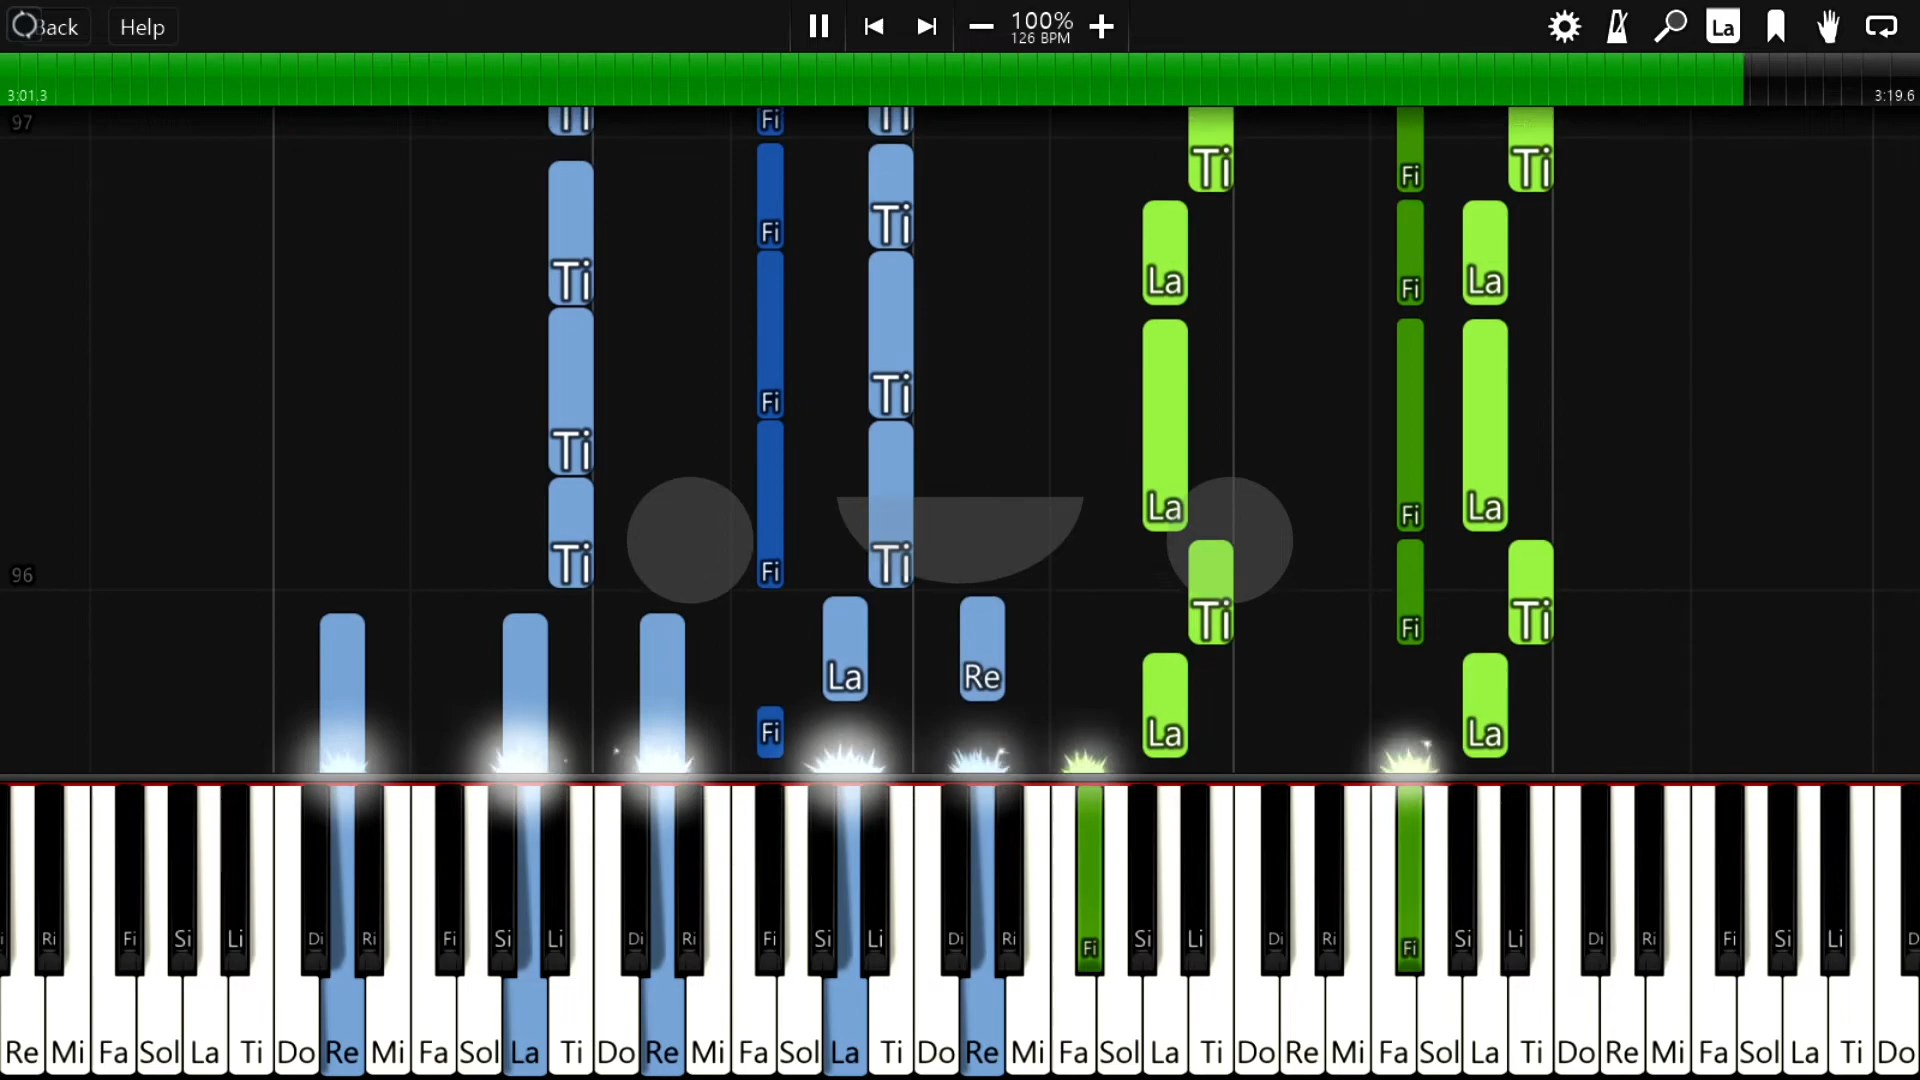 Back Help 100% La
126 BPM
3:01.3 3:19.6
97 Ti Fi Ti
Ti Fi Ti
Fi Ti Fi
Ti La Fi La
Fi Ti
Ti La Fi La
96 Ti Fi Ti
Ti Fi Ti
La Re
Fi La La
Ri Fi Si Li Di Ri Fi Si Li Di Ri Fi Si Li Di Ri Fi Si Li Di Ri Fi Si Li Di Ri Fi Si Li
Re Mi Fa Sol La Ti Do Re Mi Fa Sol La Ti Do Re Mi Fa Sol La Ti Do Re Mi Fa Sol La Ti Do Re Mi Fa Sol La Ti Do Re Mi Fa Sol La Ti Do